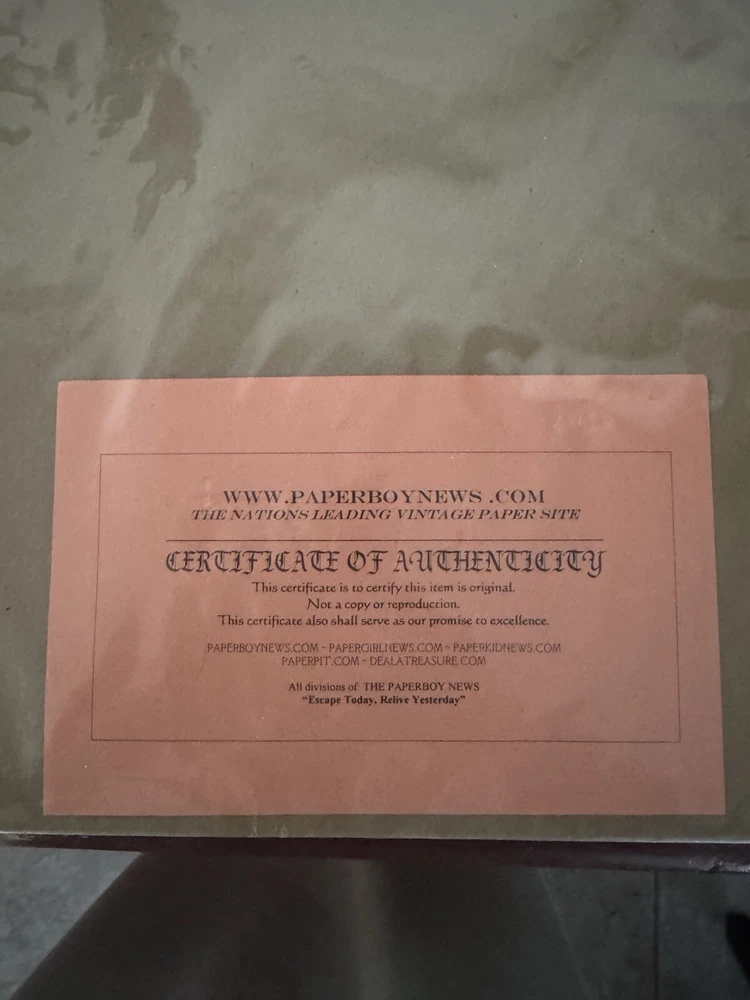 WWW.PAPERBOYNEWS .COM
THE NATIONS LEADING VINTAGE PAPER SITE
CERTIFICATE OF AUTHENTICITY
This certificate is to certify this item is original.
Not a copy or reproduction.
This certificate also shall serve as our promise to excellence.
PAPERBOYNEWS.COM ~ PAPERGIRLNEWS.COM ~ PAPERKIDNEWS.COM
PAPERPIT.COM ~ DEALATREASURE.COM
All divisions of: THE PAPERBOY NEWS
“Escape Today, Relive Yesterday”